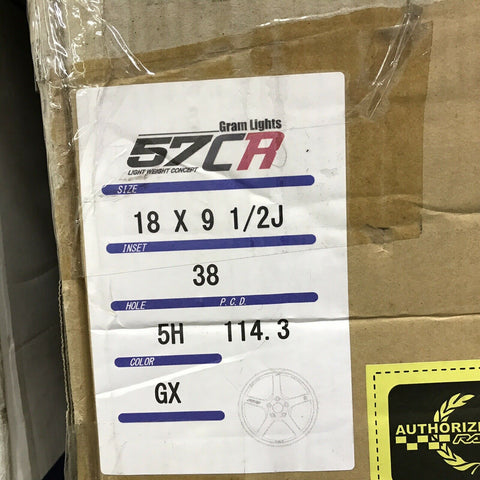 Gram Lights
57CR
LIGHT WEIGHT CONCEPT
SIZE
18 X 9 1/2J
INSET
38
HOLE P.C.D.
5H 114.3
COLOR
GX